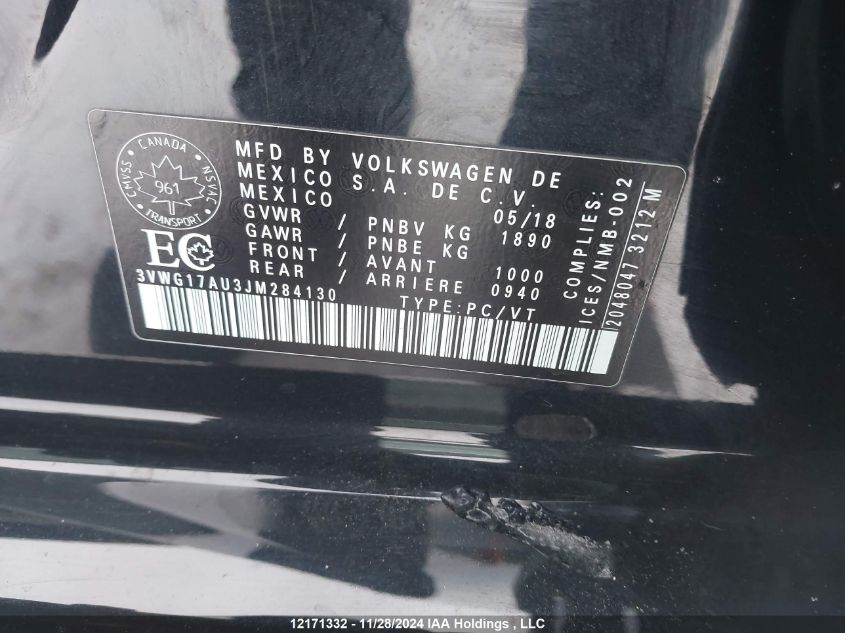 CANADA
CMVSS
NSVAC
961
TRANSPORT
EC
MFD BY VOLKSWAGEN DE
MEXICO S.A. DE C.V.
MEXICO 05/18
GVWR / PNBV KG 1890
GAWR / PNBE KG
FRONT / AVANT 1000
REAR / ARRIERE 0940
3VWG17AU3JM284130 TYPE:PC/VT
COMPLIES:
ICES/NMB-002
2048047 3212 M
12171332 - 11/28/2024 IAA Holdings , LLC